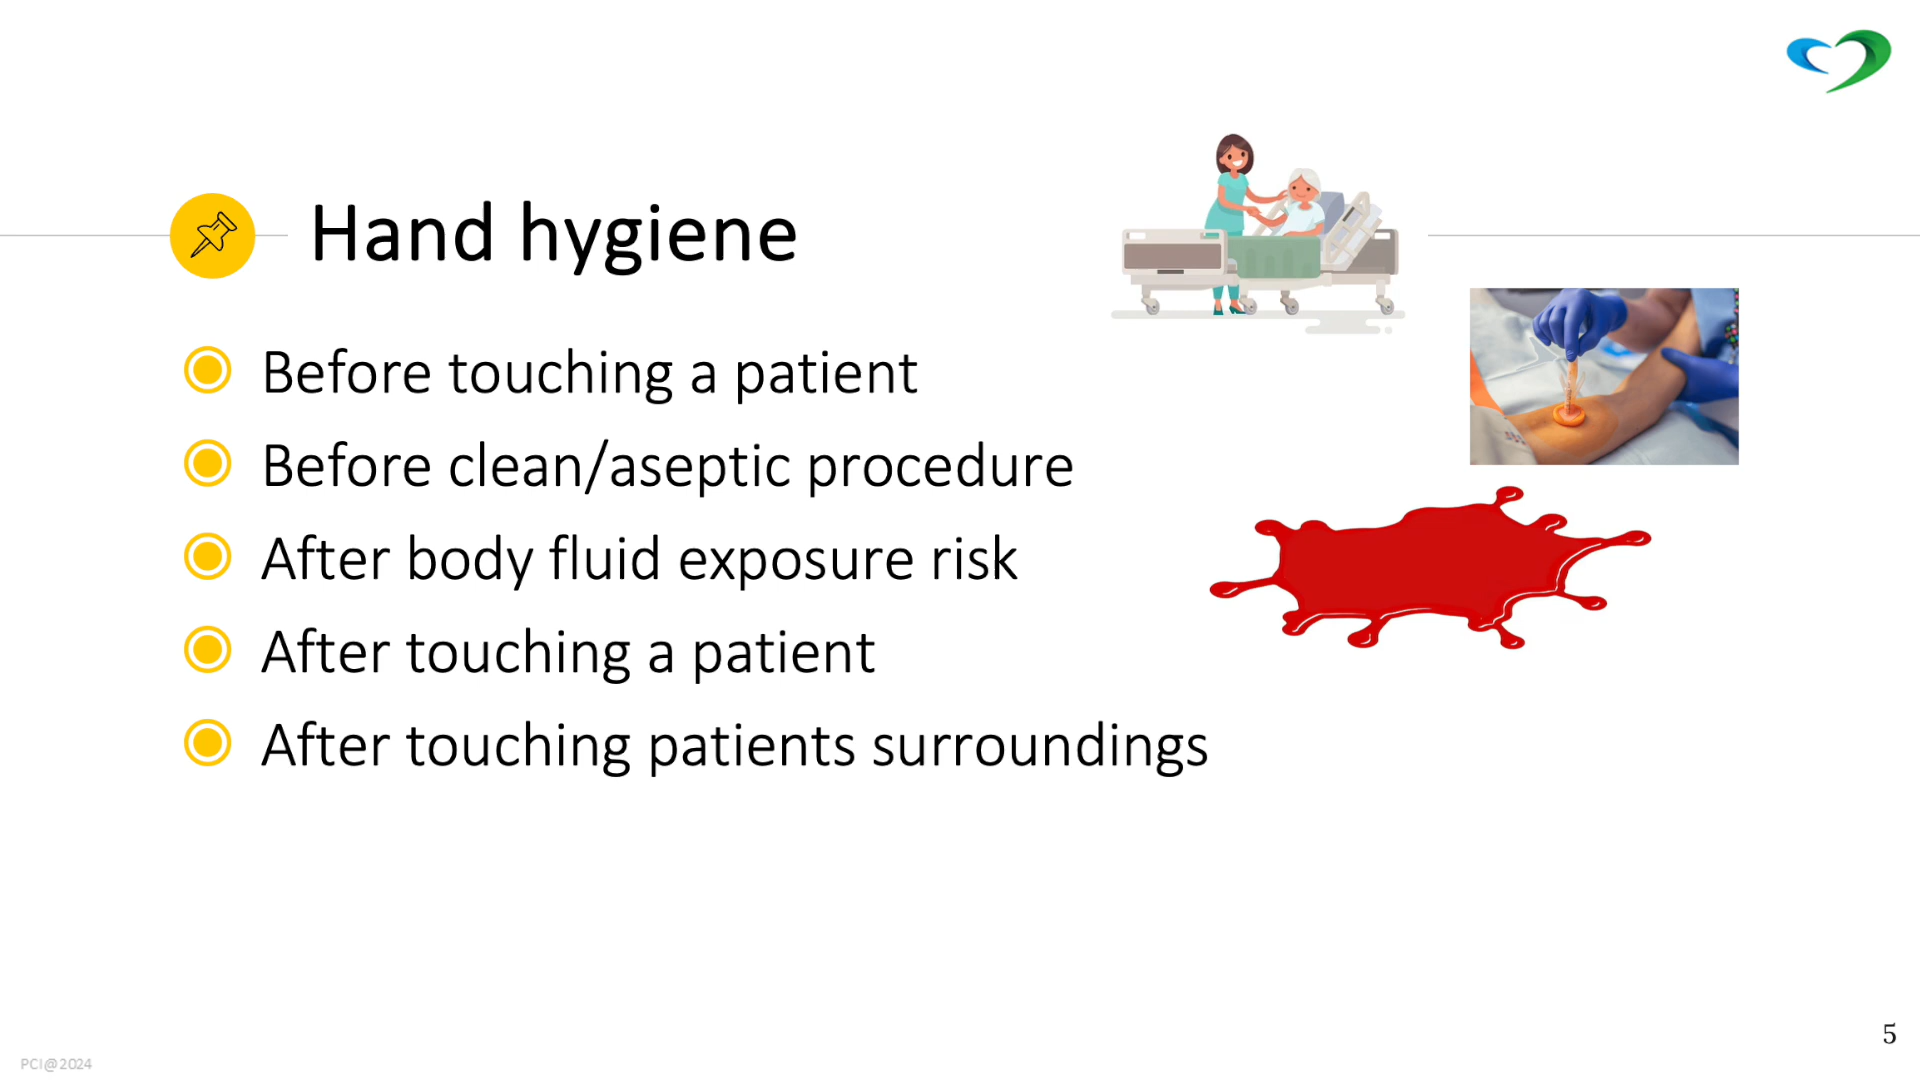 Hand hygiene
Before touching a patient
Before clean/aseptic procedure
After body fluid exposure risk
After touching a patient
After touching patients surroundings
5
PCI@2024